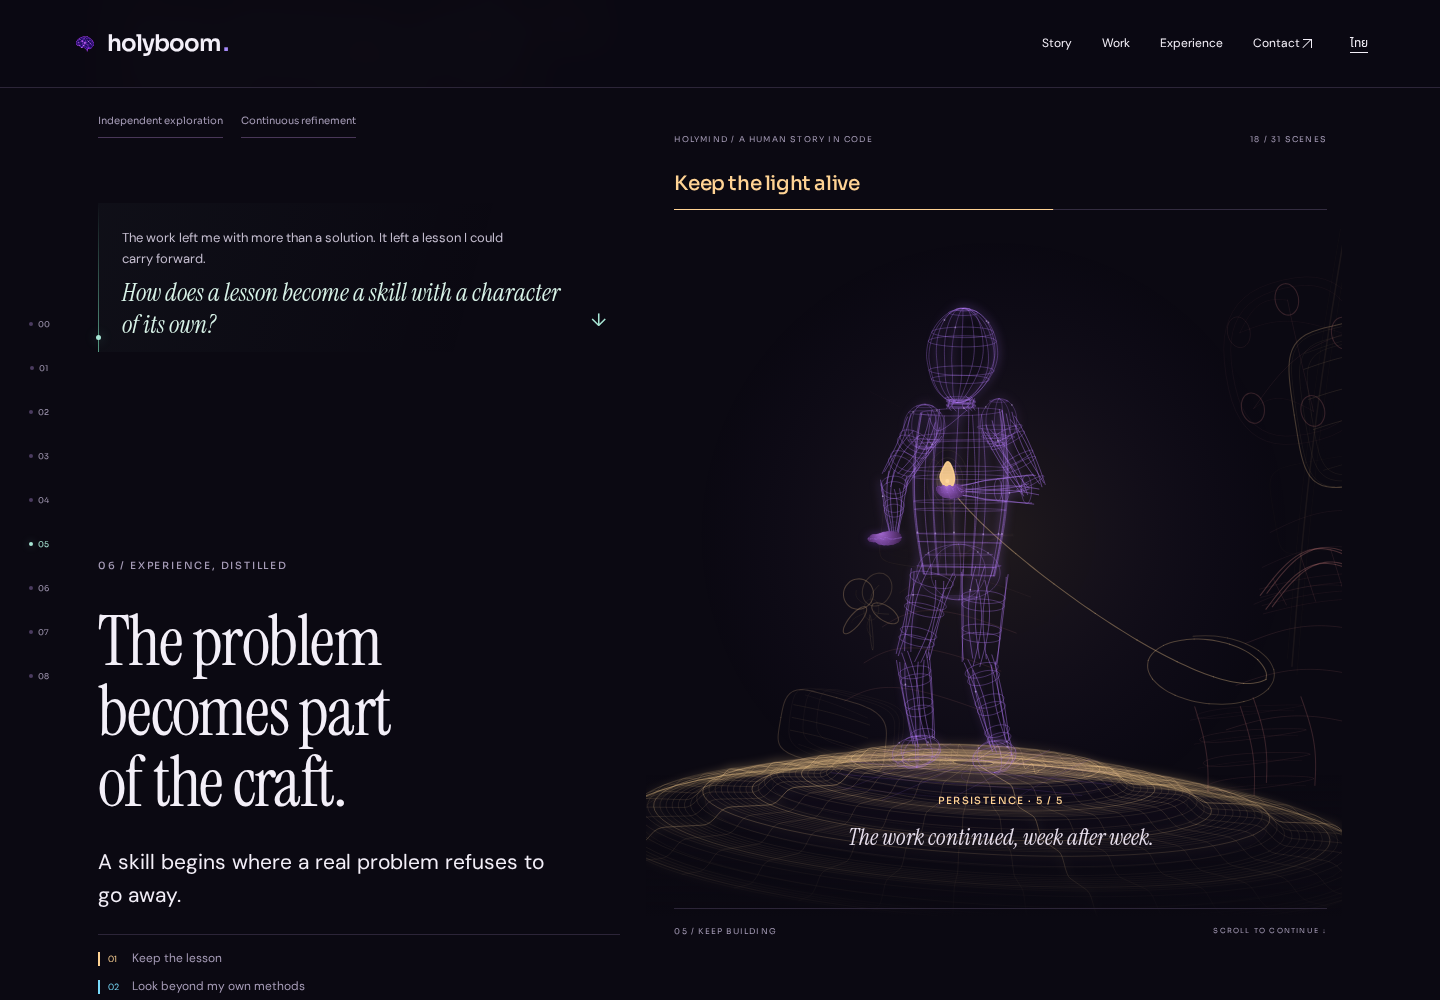 holyboom.
Story
Work
Experience
Contact
ไทย
Independent exploration
Continuous refinement
The work left me with more than a solution. It left a lesson I could
carry forward.
How does a lesson become a skill with a character
of its own?
00
01
02
03
04
05
06
07
08
06 / EXPERIENCE, DISTILLED
The problem
becomes part
of the craft.
A skill begins where a real problem refuses to
go away.
01 Keep the lesson
02 Look beyond my own methods
HOLYMIND / A HUMAN STORY IN CODE
18 / 31 SCENES
Keep the light alive
PERSISTENCE · 5 / 5
The work continued, week after week.
05 / KEEP BUILDING
SCROLL TO CONTINUE ↓